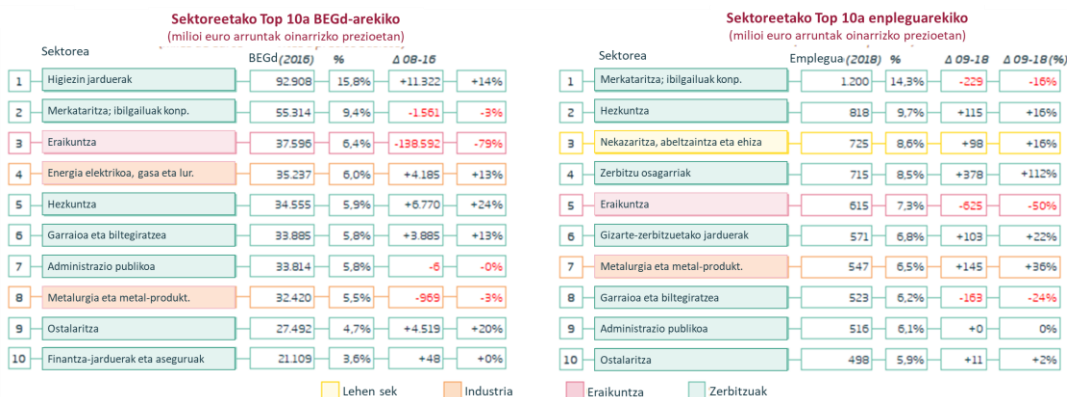 Sektoreetako Top 10a BEGd-arekiko
(milioi euro arruntak oinarrizko prezioetan)
Sektorea BEGd (2016) % Δ 08-16
1 Higiezin jarduerak 92.908 15,8% +11.322 +14%
2 Merkataritza; ibilgailuak konp. 55.314 9,4% -1.561 -3%
3 Eraikuntza 37.596 6,4% -138.592 -79%
4 Energia elektrikoa, gasa eta lur. 35.237 6,0% +4.185 +13%
5 Hezkuntza 34.555 5,9% +6.770 +24%
6 Garraioa eta biltegiratzea 33.885 5,8% +3.885 +13%
7 Administrazio publikoa 33.814 5,8% -6 -0%
8 Metalurgia eta metal-produkt. 32.420 5,5% -969 -3%
9 Ostalaritza 27.492 4,7% +4.519 +20%
10 Finantza-jarduerak eta aseguruak 21.109 3,6% +48 +0%
Sektoreetako Top 10a enpleguarekiko
(milioi euro arruntak oinarrizko prezioetan)
Sektorea Emplegua (2018) % Δ 09-18 Δ 09-18 (%)
1 Merkataritza; ibilgailuak konp. 1.200 14,3% -229 -16%
2 Hezkuntza 818 9,7% +115 +16%
3 Nekazaritza, abeltzaintza eta ehiza 725 8,6% +98 +16%
4 Zerbitzu osagarriak 715 8,5% +378 +112%
5 Eraikuntza 615 7,3% -625 -50%
6 Gizarte-zerbitzuetako jarduerak 571 6,8% +103 +22%
7 Metalurgia eta metal-produkt. 547 6,5% +145 +36%
8 Garraioa eta biltegiratzea 523 6,2% -163 -24%
9 Administrazio publikoa 516 6,1% +0 0%
10 Ostalaritza 498 5,9% +11 +2%
Lehen sek Industria Eraikuntza Zerbitzuak